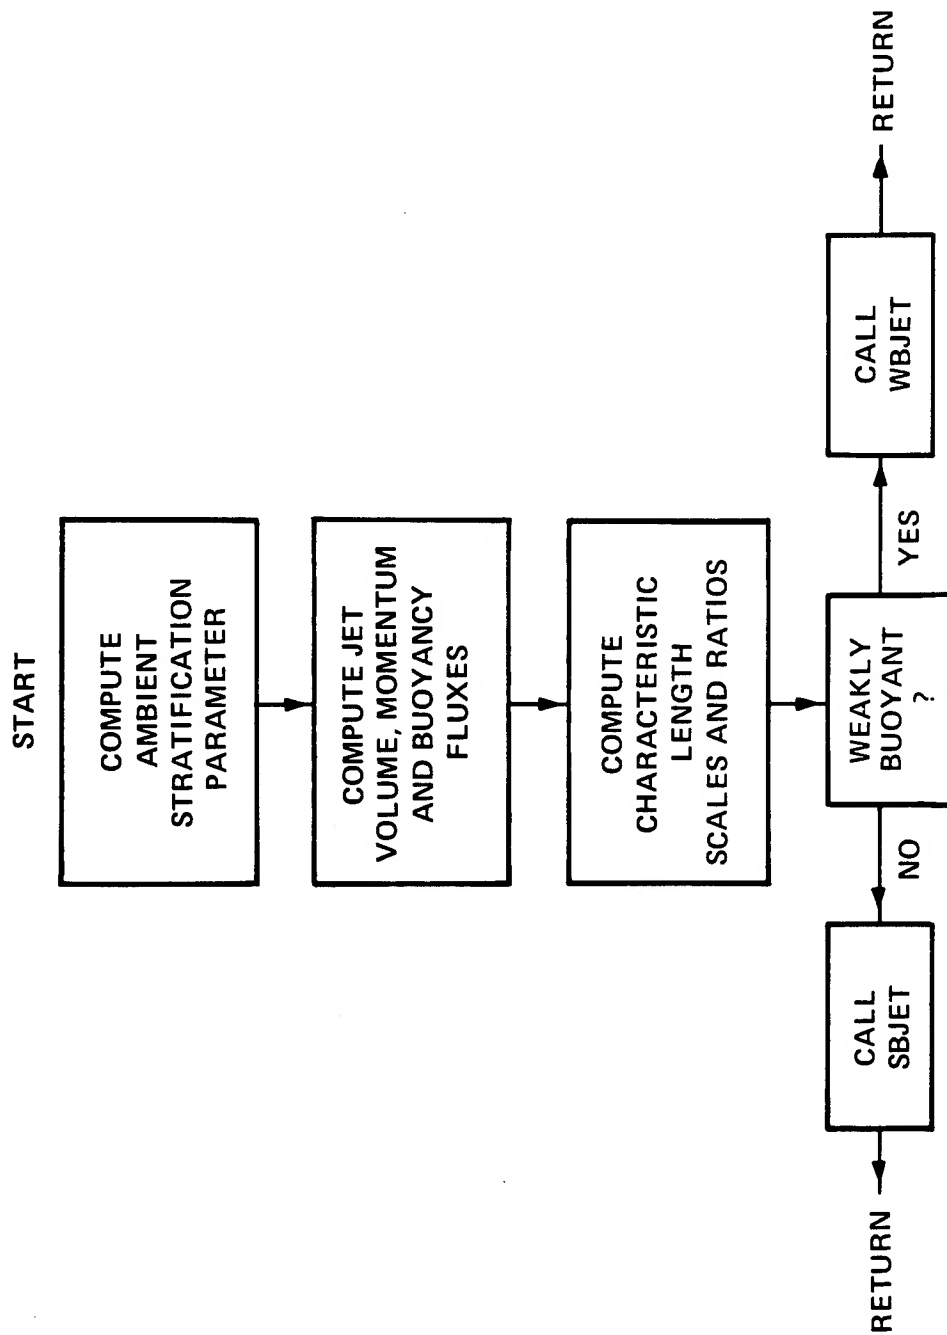 START
COMPUTE
AMBIENT
STRATIFICATION
PARAMETER
COMPUTE JET
VOLUME, MOMENTUM
AND BUOYANCY
FLUXES
COMPUTE
CHARACTERISTIC
LENGTH
SCALES AND RATIOS
WEAKLY
BUOYANT
?
NO
YES
CALL
SBJET
CALL
WBJET
RETURN
RETURN